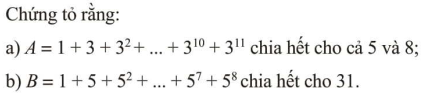 Chứng tỏ rằng:
a) A = 1 + 3 + 3² + ... + 3¹⁰ + 3¹¹ chia hết cho cả 5 và 8;
b) B = 1 + 5 + 5² + ... + 5⁷ + 5⁸ chia hết cho 31.